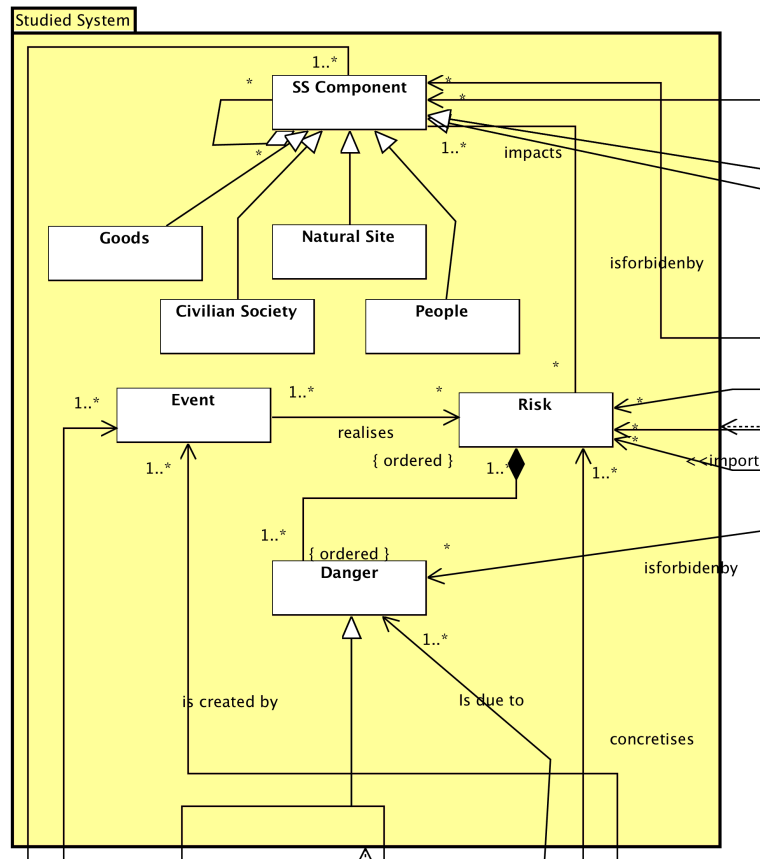 Studied System
1..*
*
SS Component
*
*
*
1..*
impacts
Goods
Natural Site
isforbidenby
Civilian Society
People
*
1..*
Event
1..*
*
Risk
*
realises
*
*
{ ordered }
1..*
1..*
1..*
<<import
1..*
{ ordered }
*
Danger
isforbidenby
1..*
is created by
Is due to
concretises